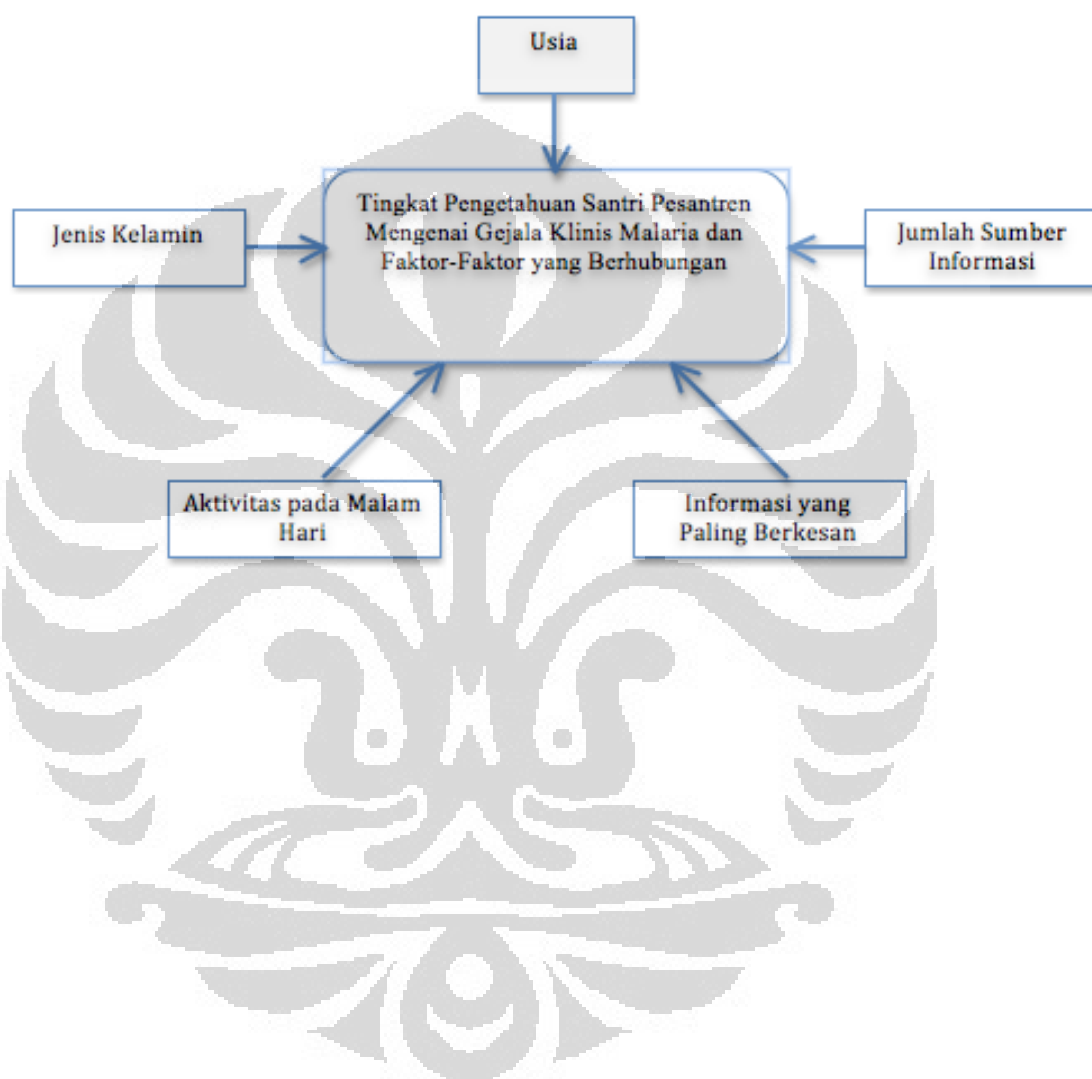 Usia
Tingkat Pengetahuan Santri Pesantren
Mengenai Gejala Klinis Malaria dan
Faktor-Faktor yang Berhubungan
Jenis Kelamin
Jumlah Sumber
Informasi
Aktivitas pada Malam
Hari
Informasi yang
Paling Berkesan